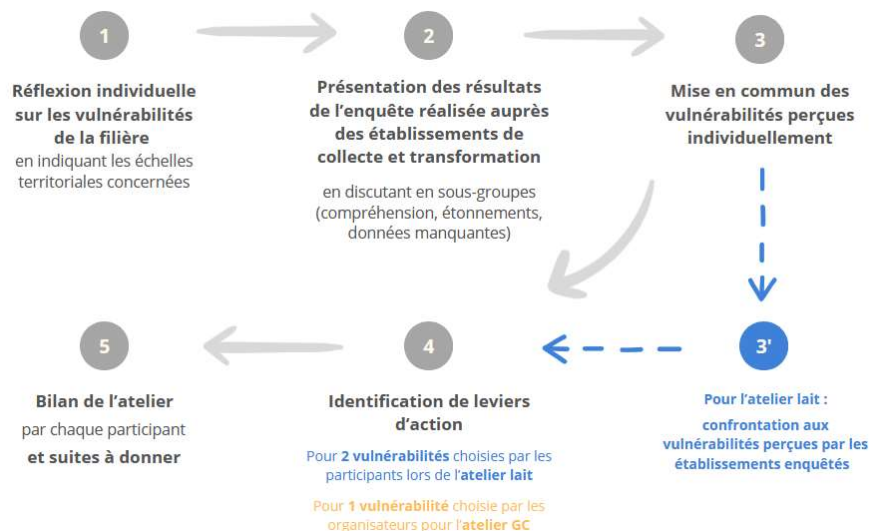 1
Réflexion individuelle
sur les vulnérabilités
de la filière
en indiquant les échelles
territoriales concernées
2
Présentation des résultats
de l'enquête réalisée auprès
des établissements de
collecte et transformation
en discutant en sous-groupes
(compréhension, étonnements,
données manquantes)
3
Mise en commun des
vulnérabilités perçues
individuellement
3'
Pour l'atelier lait :
confrontation aux
vulnérabilités perçues par les
établissements enquêtés
4
Identification de leviers
d'action
Pour 2 vulnérabilités choisies par les
participants lors de l'atelier lait
Pour 1 vulnérabilité choisie par les
organisateurs pour l'atelier GC
5
Bilan de l'atelier
par chaque participant
et suites à donner